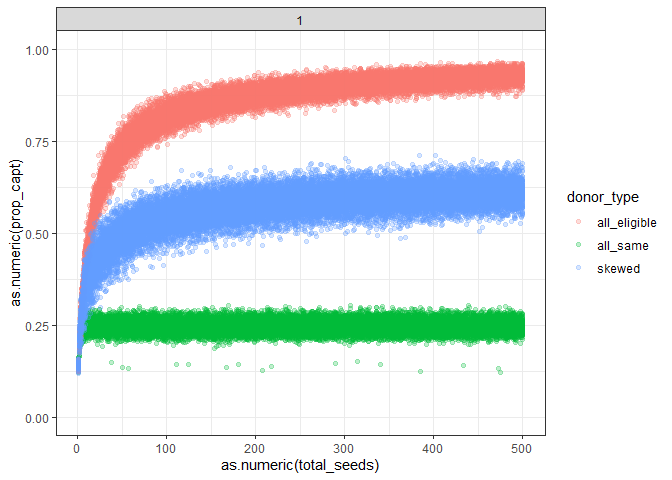 1
1.00
0.75
0.50
0.25
0.00
as.numeric(prop_capt)
0 100 200 300 400 500
as.numeric(total_seeds)
donor_type
all_eligible
all_same
skewed